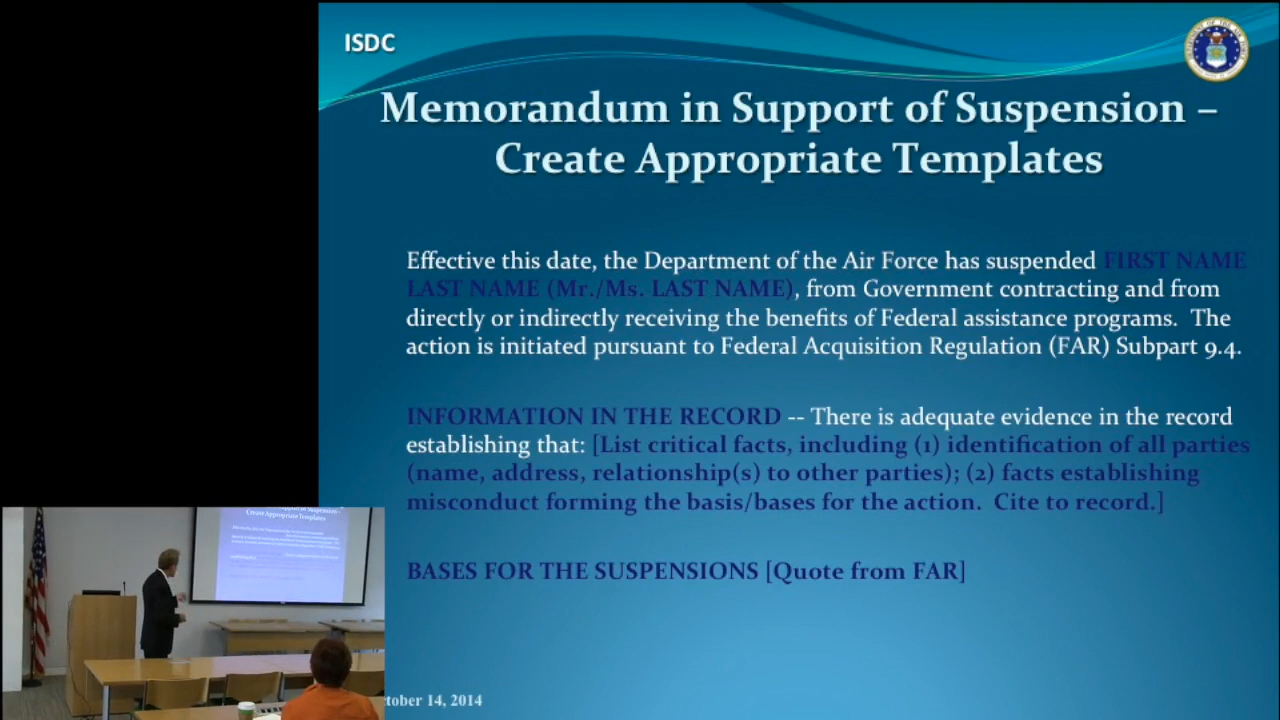 ISDC
Memorandum in Support of Suspension –
Create Appropriate Templates
Effective this date, the Department of the Air Force has suspended FIRST NAME
LAST NAME (Mr./Ms. LAST NAME), from Government contracting and from
directly or indirectly receiving the benefits of Federal assistance programs. The
action is initiated pursuant to Federal Acquisition Regulation (FAR) Subpart 9.4.
INFORMATION IN THE RECORD -- There is adequate evidence in the record
establishing that: [List critical facts, including (1) identification of all parties
(name, address, relationship(s) to other parties); (2) facts establishing
misconduct forming the basis/bases for the action. Cite to record.]
BASES FOR THE SUSPENSIONS [Quote from FAR]
Create Appropriate Templates
tober 14, 2014